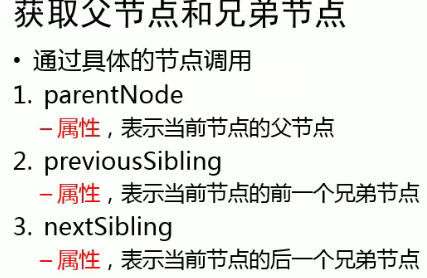 获取父节点和兄弟节点
• 通过具体的节点调用
1. parentNode
– 属性，表示当前节点的父节点
2. previousSibling
– 属性，表示当前节点的前一个兄弟节点
3. nextSibling
– 属性，表示当前节点的后一个兄弟节点